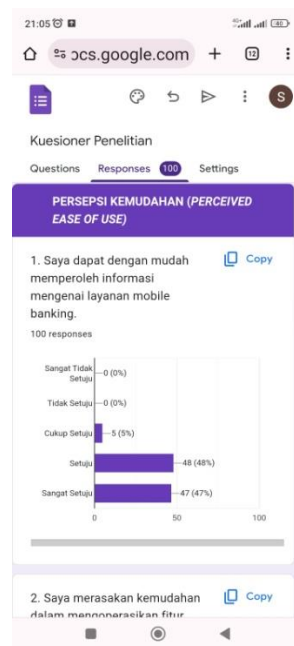 21:05
ocs.google.com
12
S
Kuesioner Penelitian
Questions Responses 100 Settings
PERSEPSI KEMUDAHAN (PERCEIVED
EASE OF USE)
1. Saya dapat dengan mudah Copy
memperoleh informasi
mengenai layanan mobile
banking.
100 responses
Sangat Tidak
Setuju 0 (0%)
Tidak Setuju 0 (0%)
Cukup Setuju 5 (5%)
Setuju 48 (48%)
Sangat Setuju 47 (47%)
0 50 100
2. Saya merasakan kemudahan Copy
dalam mengoperasikan fitur